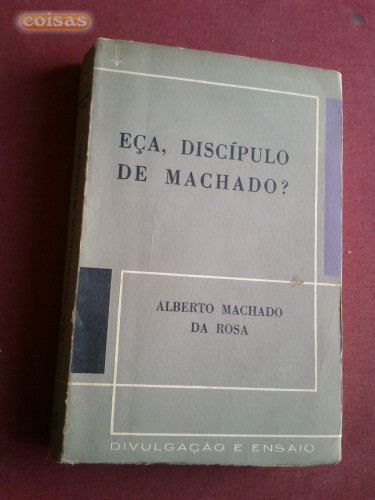 coisas
EÇA, DISCÍPULO
DE MACHADO?
ALBERTO MACHADO
DA ROSA
DIVULGAÇÃO E ENSAIO